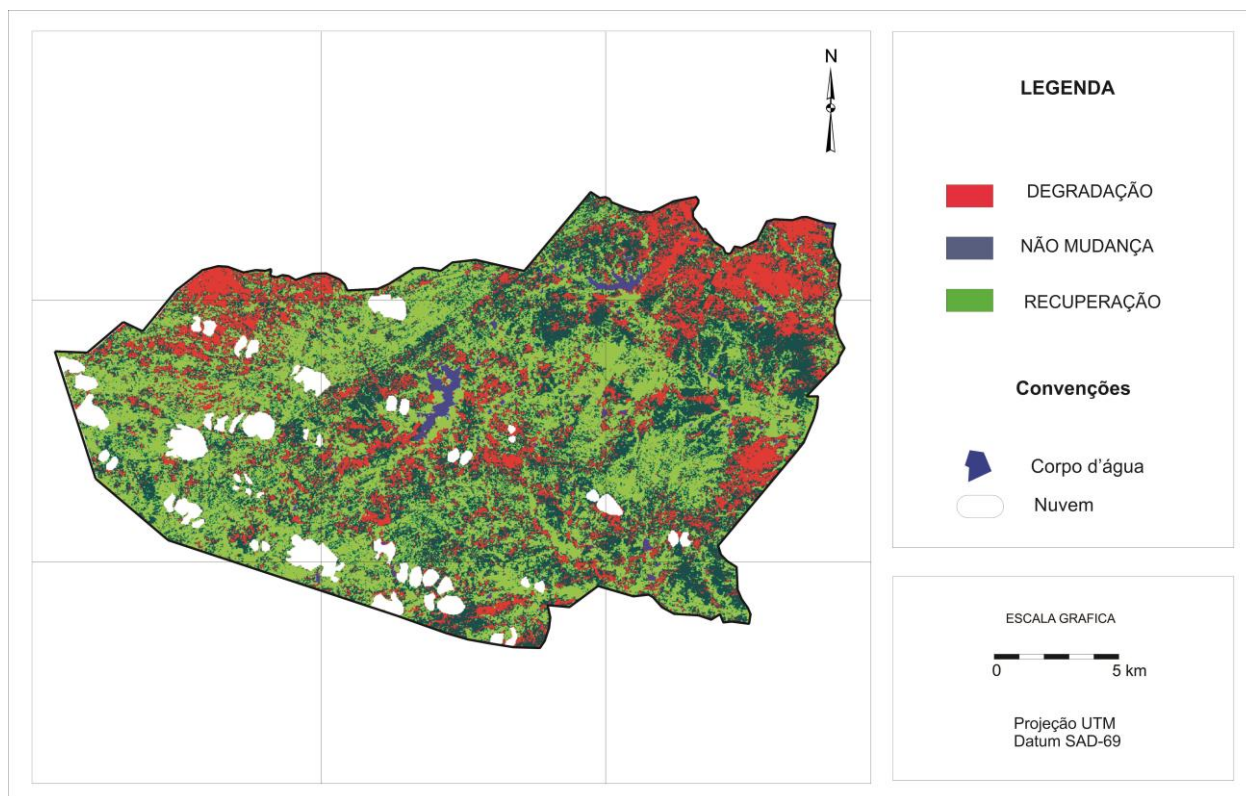 N
LEGENDA
DEGRADAÇÃO
NÃO MUDANÇA
RECUPERAÇÃO
Convenções
Corpo d'água
Nuvem
ESCALA GRAFICA
0 5 km
Projeção UTM
Datum SAD-69